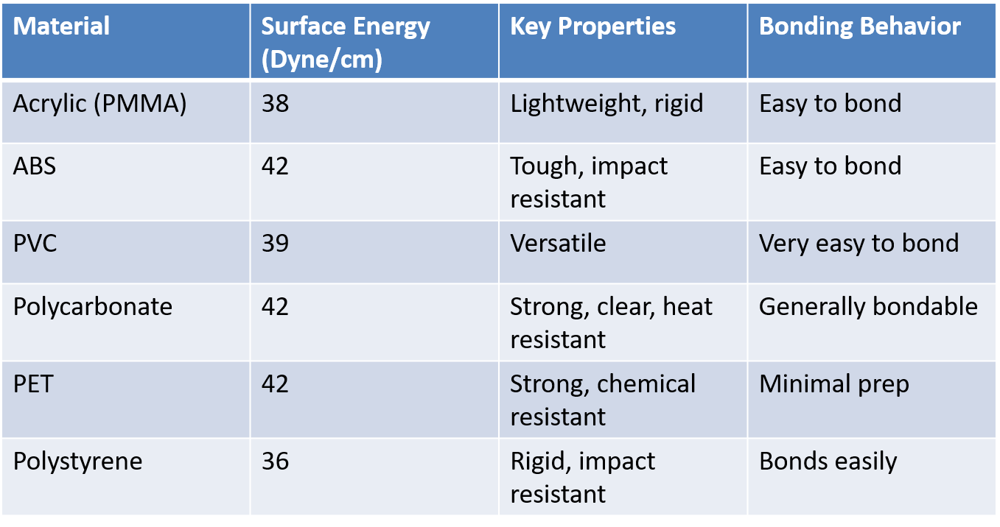 Material
Surface Energy
(Dyne/cm)
Key Properties
Bonding Behavior
Acrylic (PMMA)
38
Lightweight, rigid
Easy to bond
ABS
42
Tough, impact
resistant
Easy to bond
PVC
39
Versatile
Very easy to bond
Polycarbonate
42
Strong, clear, heat
resistant
Generally bondable
PET
42
Strong, chemical
resistant
Minimal prep
Polystyrene
36
Rigid, impact
resistant
Bonds easily